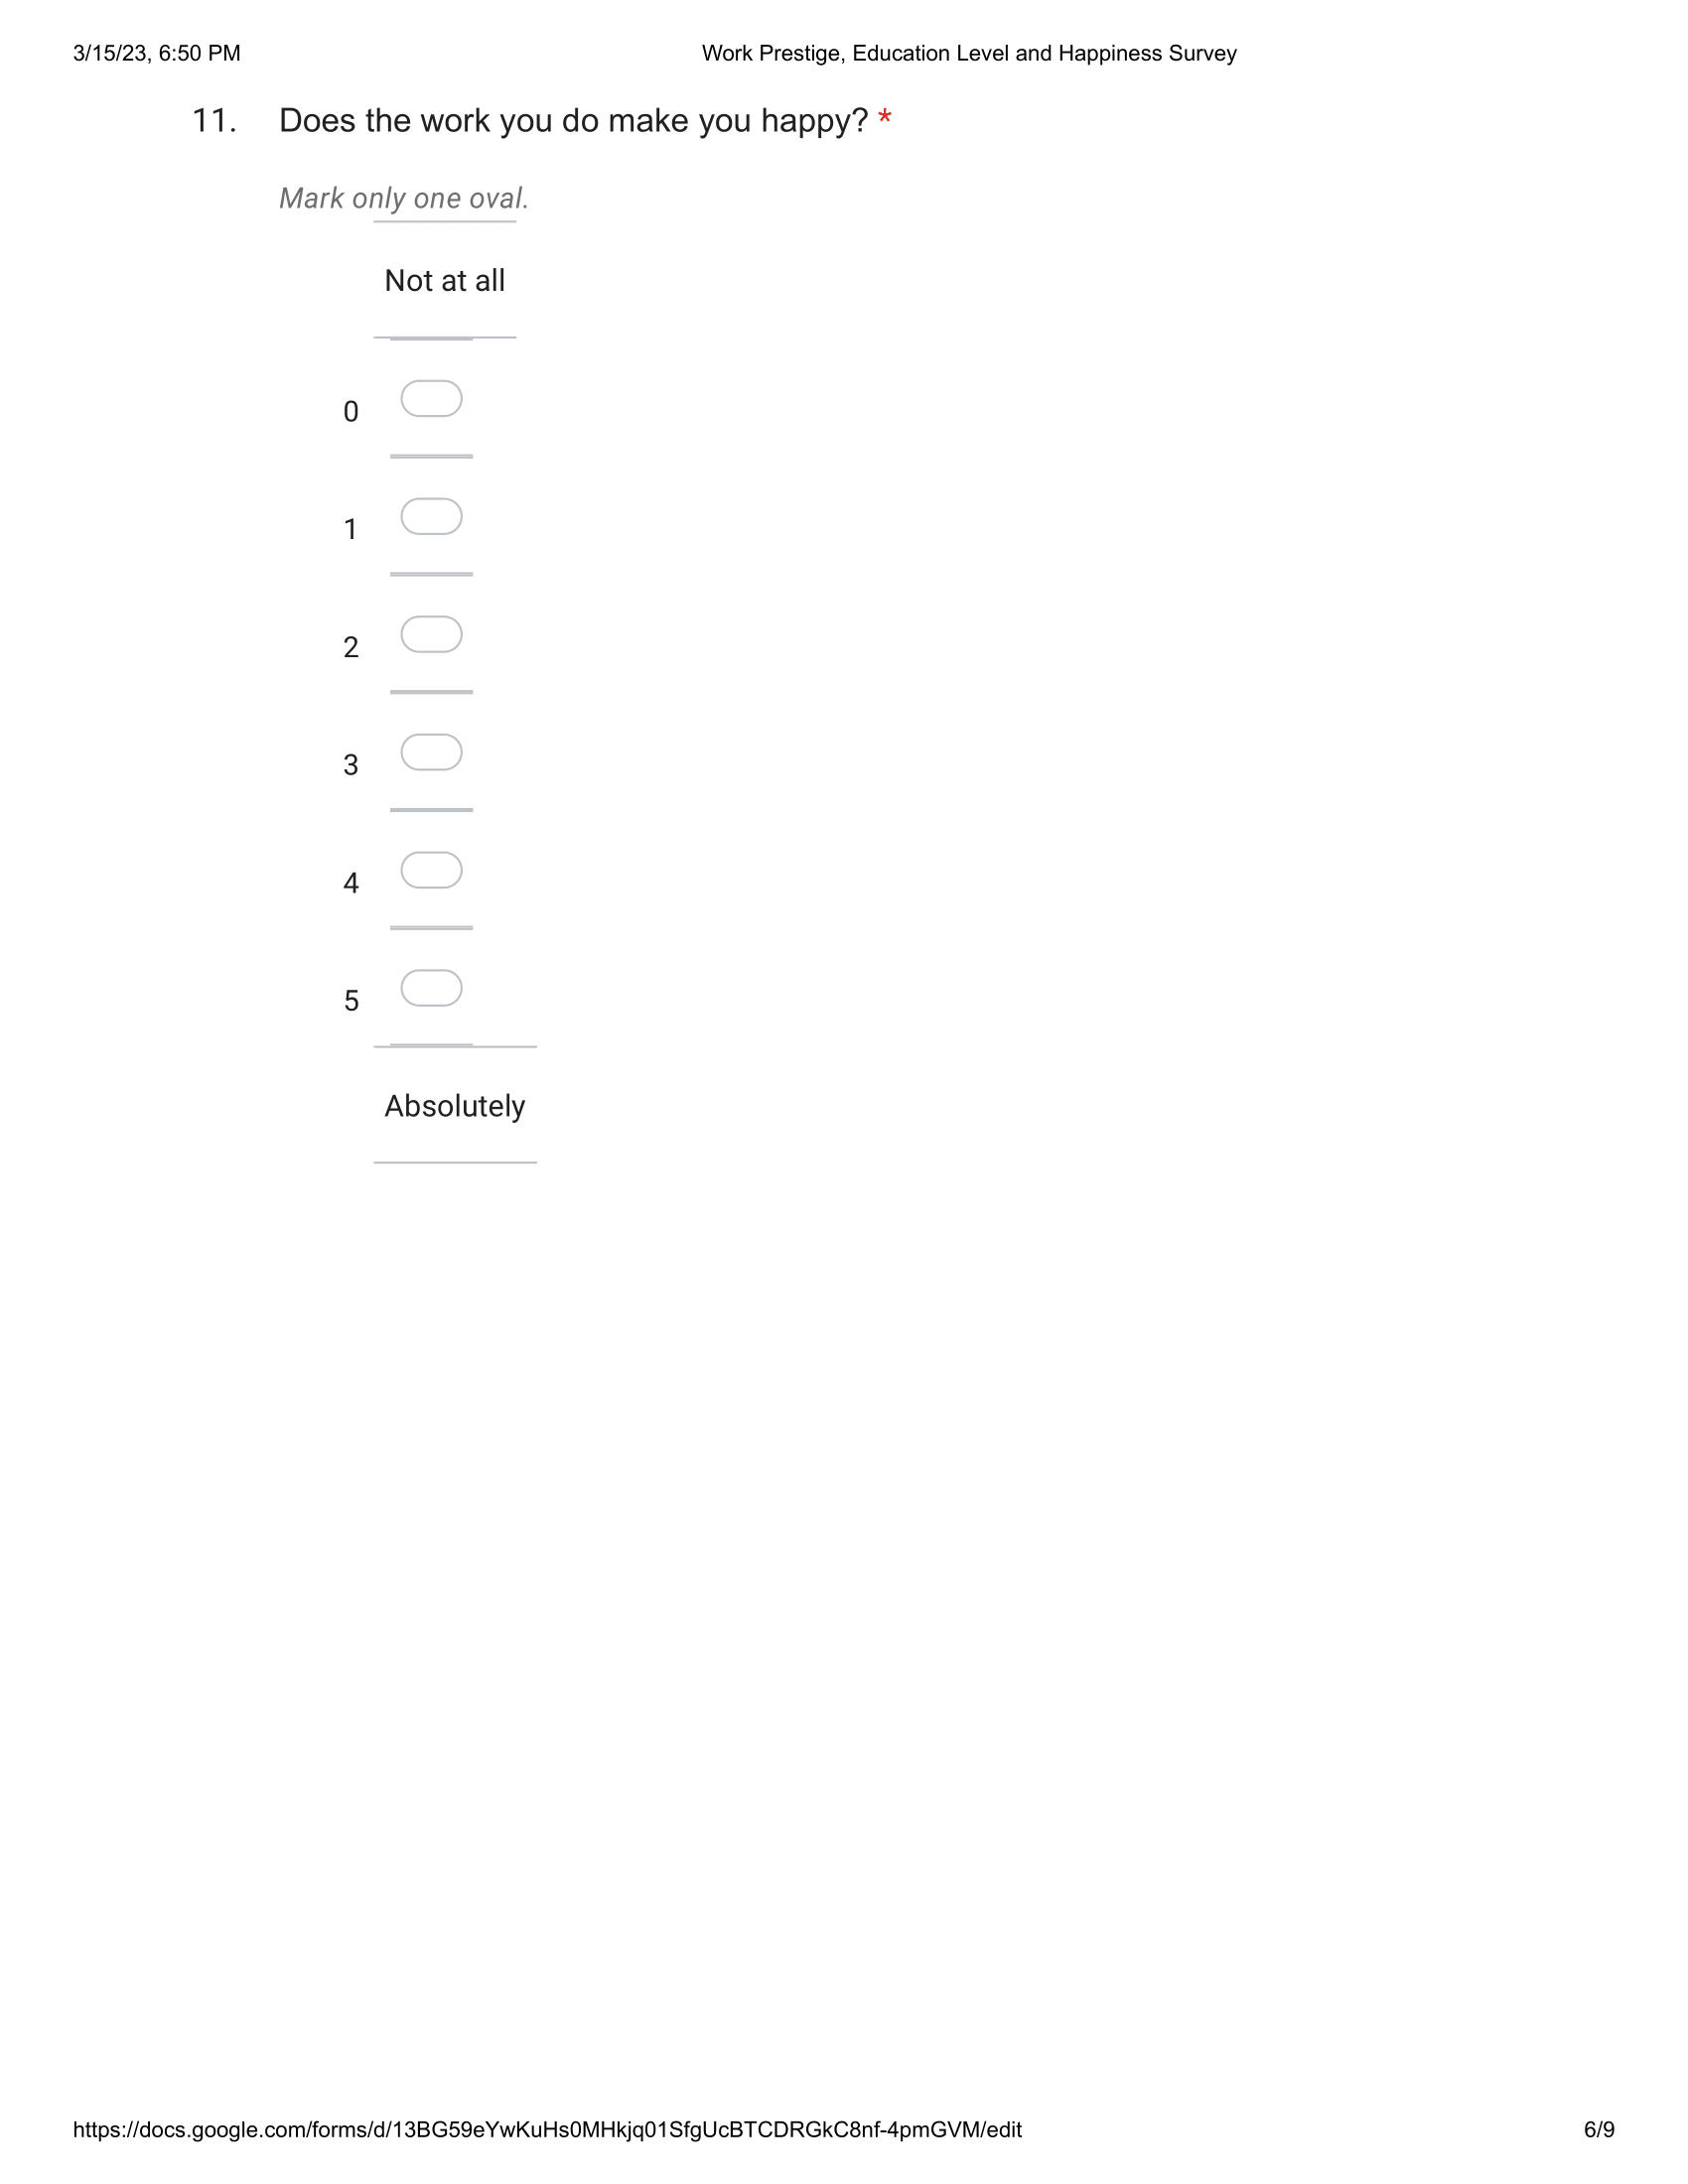 3/15/23, 6:50 PM Work Prestige, Education Level and Happiness Survey
11. Does the work you do make you happy? *
Mark only one oval.
Not at all
0
1
2
3
4
5
Absolutely
https://docs.google.com/forms/d/13BG59eYwKuHs0MHkjq01SfgUcBTCDRGkC8nf-4pmGVM/edit 6/9